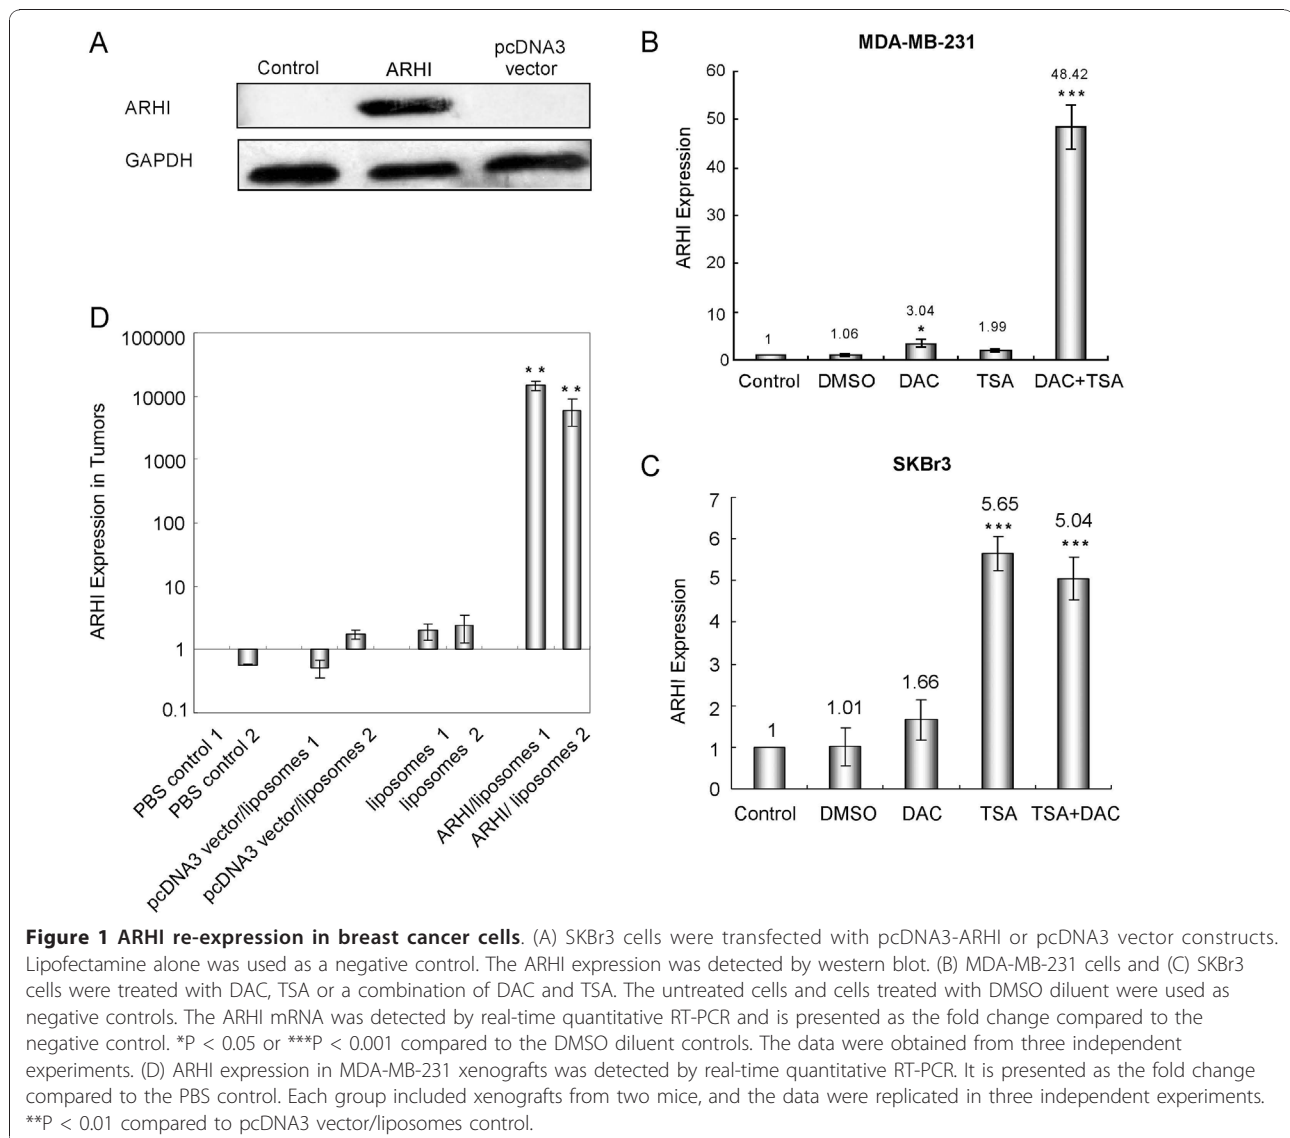 A
Control
ARHI
pcDNA3
vector
ARHI
GAPDH
B
MDA-MB-231
ARHI Expression
60
50
40
30
20
10
0
1
1.06
3.04
*
1.99
48.42
***
Control DMSO DAC TSA DAC+TSA
D
ARHI Expression in Tumors
100000
10000
1000
100
10
1
0.1
**
**
PBS control 1
PBS control 2
pcDNA3 vector/liposomes 1
pcDNA3 vector/liposomes 2
liposomes 1
liposomes 2
ARHI/liposomes 1
ARHI/ liposomes 2
C
SKBr3
ARHI Expression
7
6
5
4
3
2
1
0
1
1.01
1.66
5.65
***
5.04
***
Control DMSO DAC TSA TSA+DAC
Figure 1 ARHI re-expression in breast cancer cells. (A) SKBr3 cells were transfected with pcDNA3-ARHI or pcDNA3 vector constructs.
Lipofectamine alone was used as a negative control. The ARHI expression was detected by western blot. (B) MDA-MB-231 cells and (C) SKBr3
cells were treated with DAC, TSA or a combination of DAC and TSA. The untreated cells and cells treated with DMSO diluent were used as
negative controls. The ARHI mRNA was detected by real-time quantitative RT-PCR and is presented as the fold change compared to the
negative control. *P < 0.05 or ***P < 0.001 compared to the DMSO diluent controls. The data were obtained from three independent
experiments. (D) ARHI expression in MDA-MB-231 xenografts was detected by real-time quantitative RT-PCR. It is presented as the fold change
compared to the PBS control. Each group included xenografts from two mice, and the data were replicated in three independent experiments.
**P < 0.01 compared to pcDNA3 vector/liposomes control.